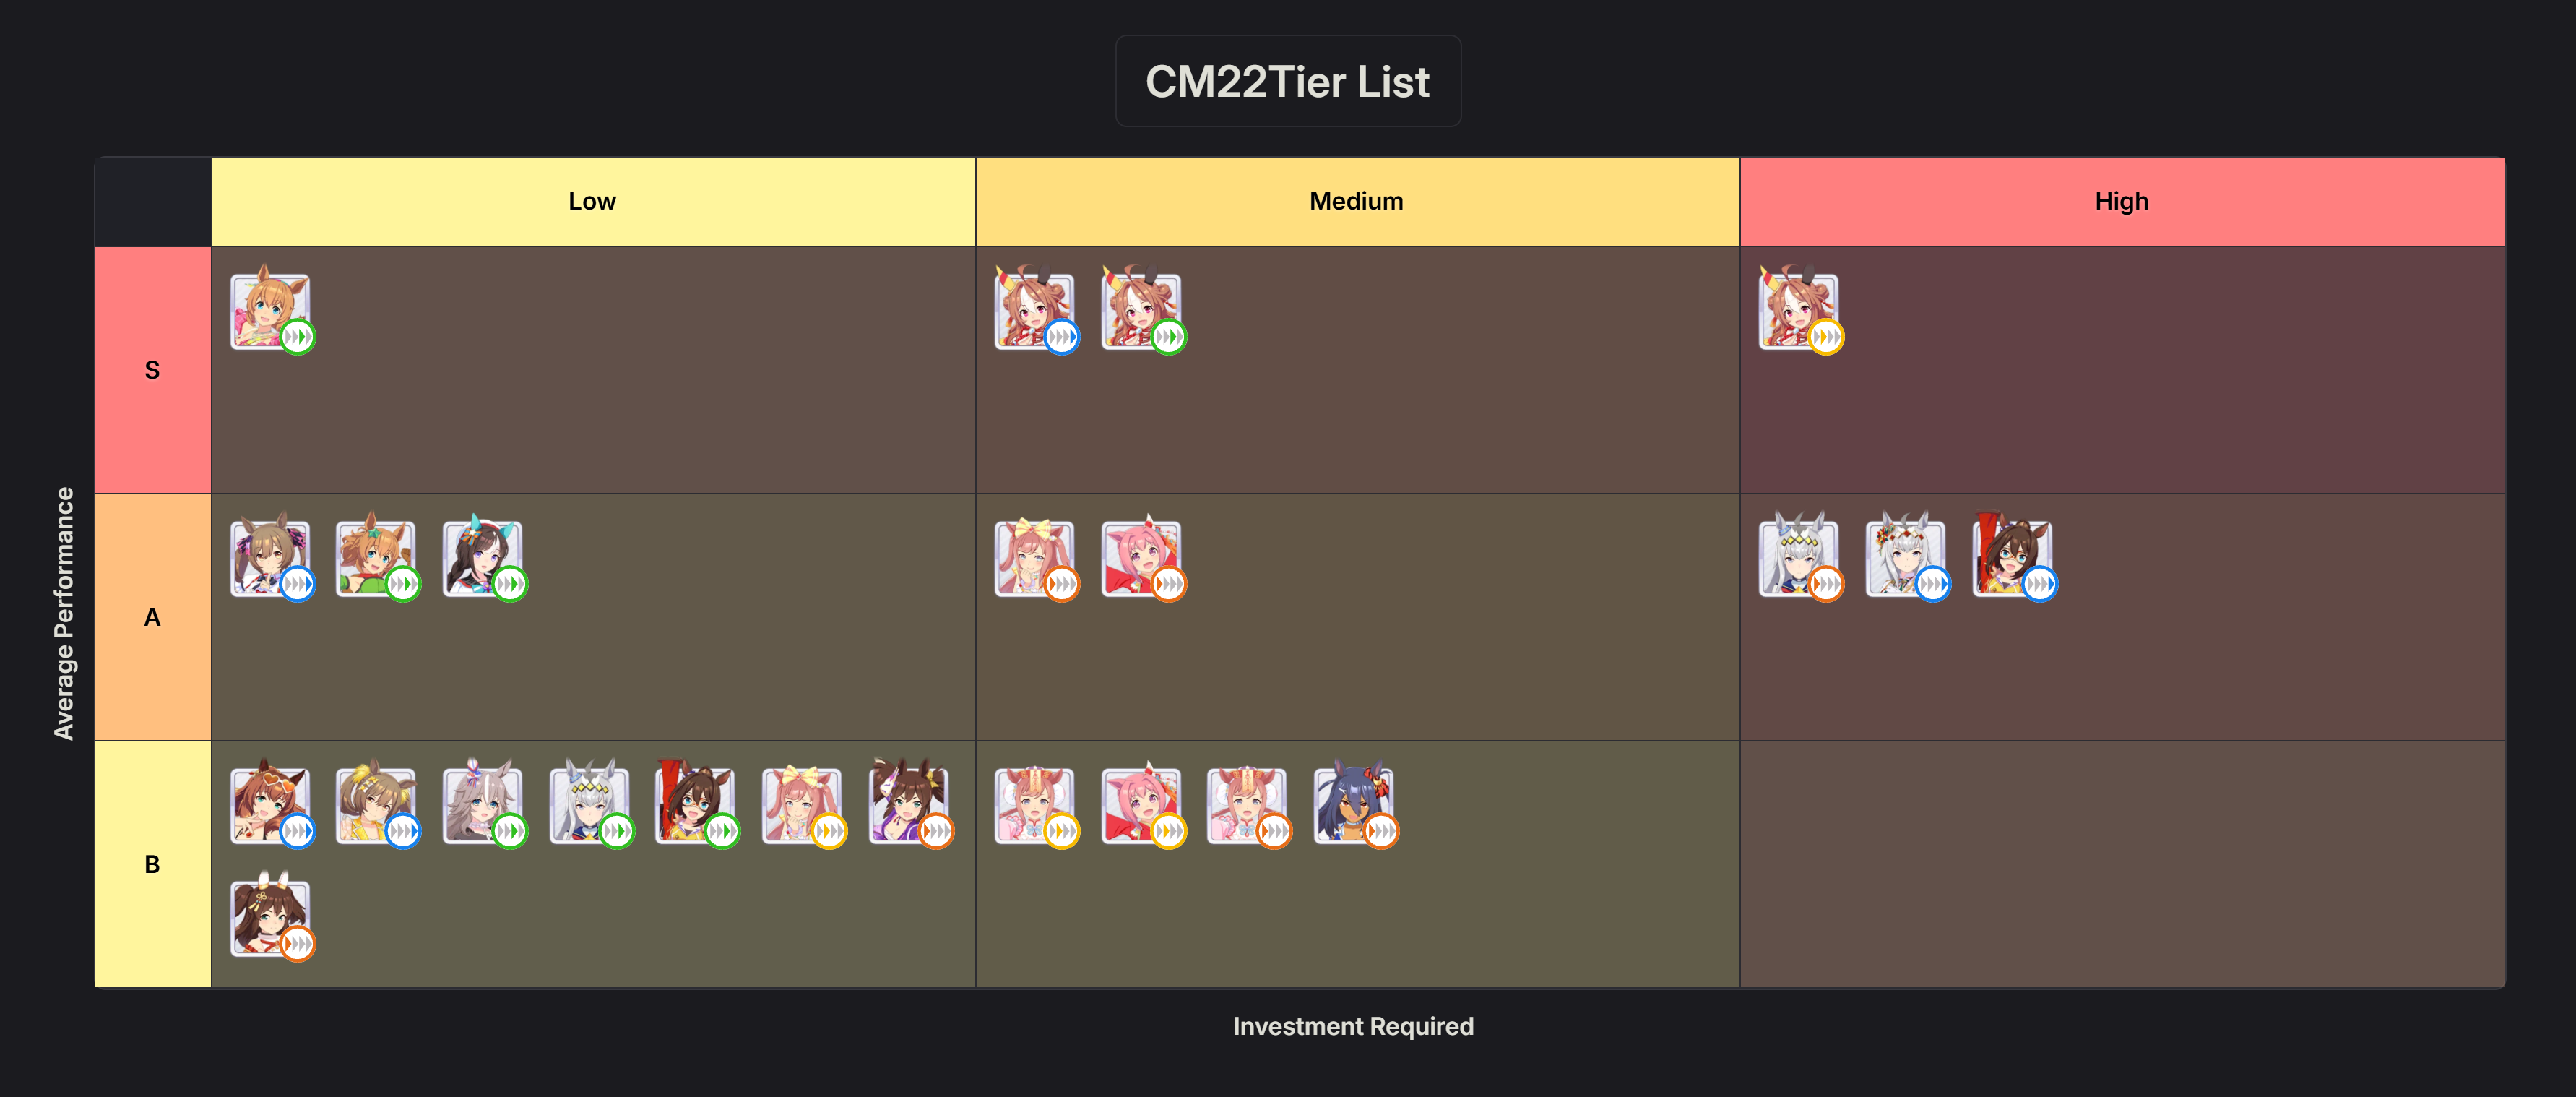 CM22Tier List
Low
Medium
High
S
A
B
Average Performance
Investment Required